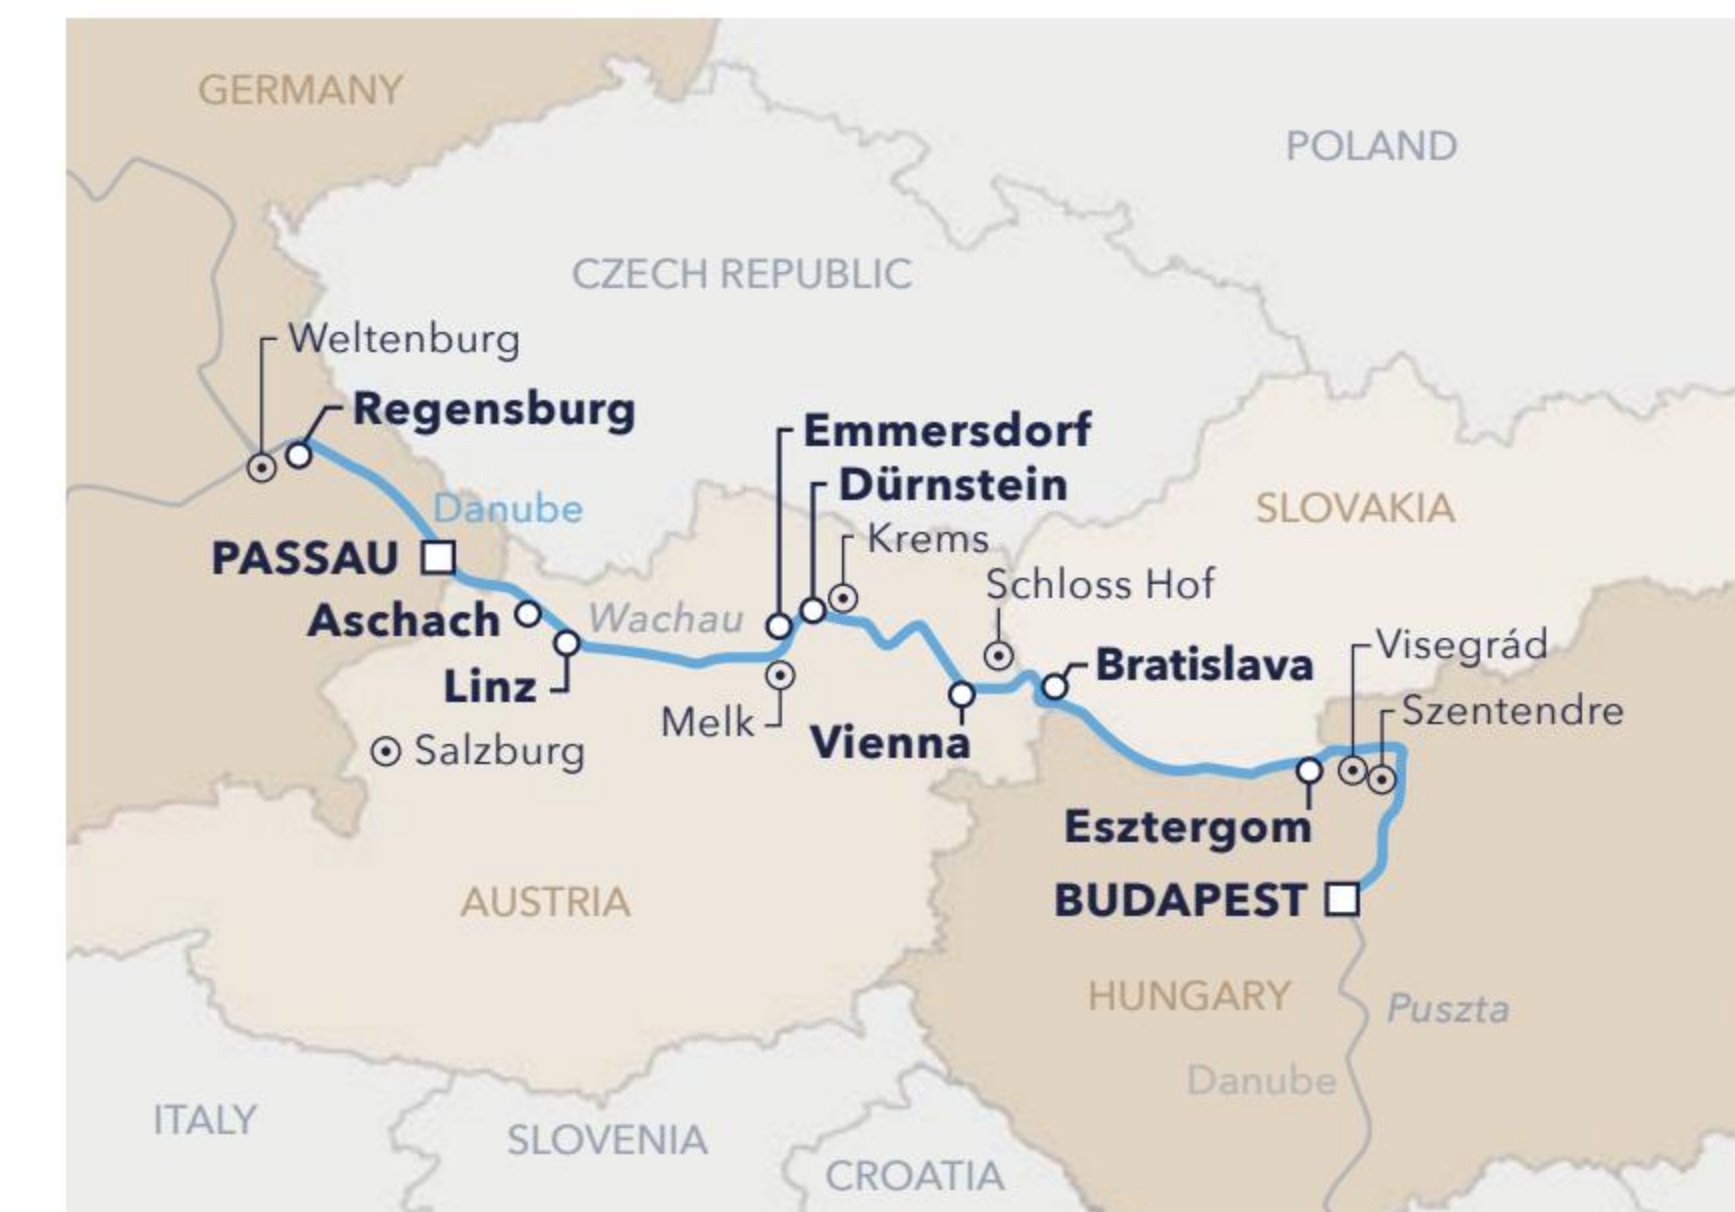 GERMANY
POLAND
CZECH REPUBLIC
Weltenburg
Regensburg
Emmersdorf
Dürnstein
Danube
SLOVAKIA
Krems
PASSAU
Schloss Hof
Aschach
Wachau
Visegrád
Bratislava
Linz
Szentendre
Melk
Vienna
Salzburg
Esztergom
BUDAPEST
AUSTRIA
HUNGARY
Puszta
Danube
ITALY
SLOVENIA
CROATIA